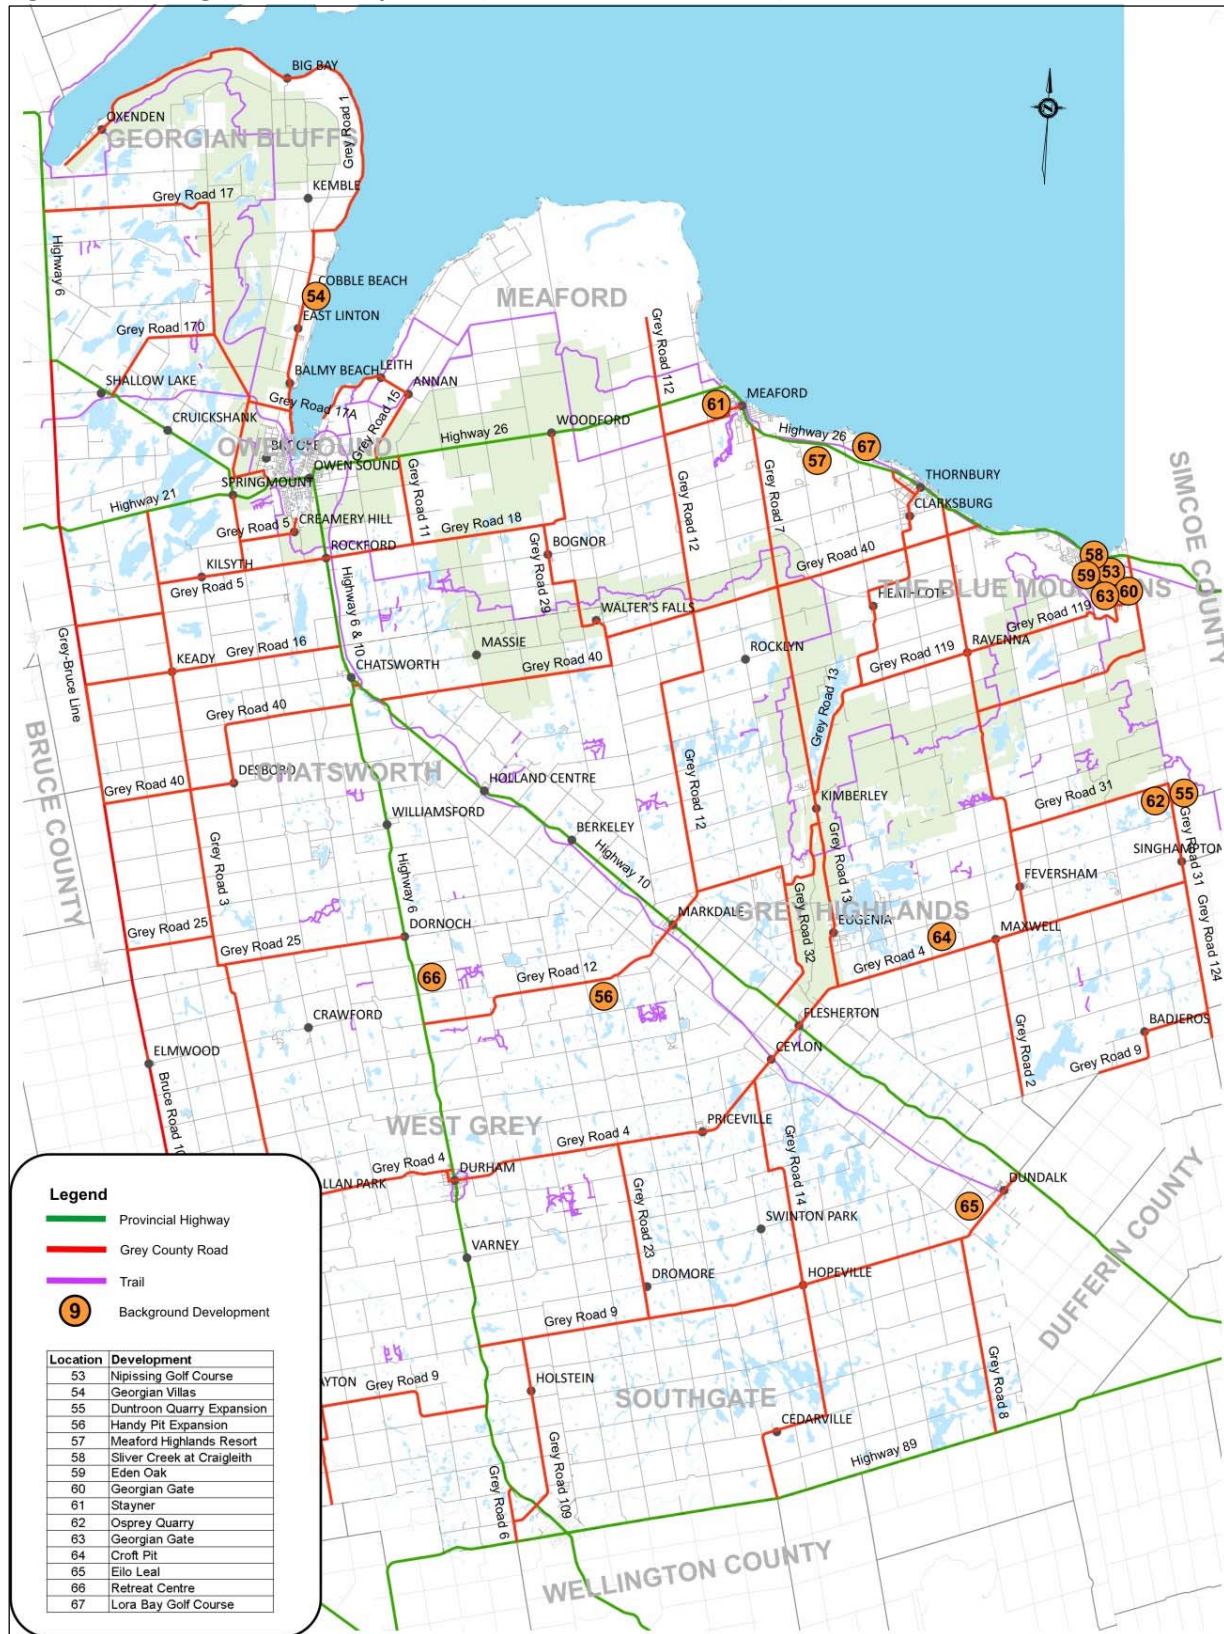 BIG BAY
OXENDEN
GEORGIAN BLUFFS
Grey Road 1
KEMBLE
Grey Road 17
Highway 6
COBBLE BEACH
54
EAST LINTON
MEAFORD
Grey Road 170
Grey Road 112
BALMY BEACH
LEITH
SHALLOW LAKE
ANNAN
Grey Road 17A
Grey Road 15
61
MEAFORD
CRUICKSHANK
WOODFORD
Highway 26
Highway 26
67
57
OWEN SOUND
OWEN SOUND
SPRINGMOUNT
THORNBURY
SIMCOE COUNTY
Highway 21
Grey Road 11
CLARKSBURG
Grey Road 7
Grey Road 18
Grey Road 5
CREAMERY HILL
Grey Road 12
ROCKFORD
BOGNOR
Grey Road 40
58
59
53
KILSYTH
Grey Road 5
Highway 6 & 10
Grey Road 29
THE BLUE MOUNTAINS
63
60
HEATHCOTE
WALTER'S FALLS
Grey Road 119
Grey-Bruce Line
Grey Road 16
MASSIE
ROCKLYN
Grey Road 119
RAVENNA
KEADY
Grey Road 40
CHATSWORTH
Grey Road 13
Grey Road 40
BRUCE COUNTY
DESBORO
CHATSWORTH
Grey Road 40
HOLLAND CENTRE
Grey Road 12
KIMBERLEY
Grey Road 31
62
55
WILLIAMSFORD
BERKELEY
Highway 10
Grey Road 31
SINGHAMPTON
Grey Road 3
Highway 6
Grey Road 13
FEVERSHAM
MARKDALE
GREY HIGHLANDS
EUGENIA
Grey Road 25
Grey Road 25
DORNOCH
Grey Road 32
64
MAXWELL
Grey Road 4
Grey Road 124
66
Grey Road 12
56
CRAWFORD
FLESHERTON
BADJEROS
ELMWOOD
CEYLON
Grey Road 2
Grey Road 9
Bruce Road 10
WEST GREY
PRICEVILLE
Grey Road 4
Grey Road 14
Grey Road 4
DURHAM
ALLAN PARK
DUNDALK
65
DUFFERIN COUNTY
SWINTON PARK
Grey Road 23
VARNEY
DROMORE
HOPEVILLE
Grey Road 9
Grey Road 8
AYTON
Grey Road 9
HOLSTEIN
SOUTHGATE
CEDARVILLE
Highway 89
Grey Road 109
Grey Road 6
WELLINGTON COUNTY
Legend
Provincial Highway
Grey County Road
Trail
9 Background Development
Location Development
53 Nipissing Golf Course
54 Georgian Villas
55 Duntroon Quarry Expansion
56 Handy Pit Expansion
57 Meaford Highlands Resort
58 Sliver Creek at Craigleith
59 Eden Oak
60 Georgian Gate
61 Stayner
62 Osprey Quarry
63 Georgian Gate
64 Croft Pit
65 Eilo Leal
66 Retreat Centre
67 Lora Bay Golf Course